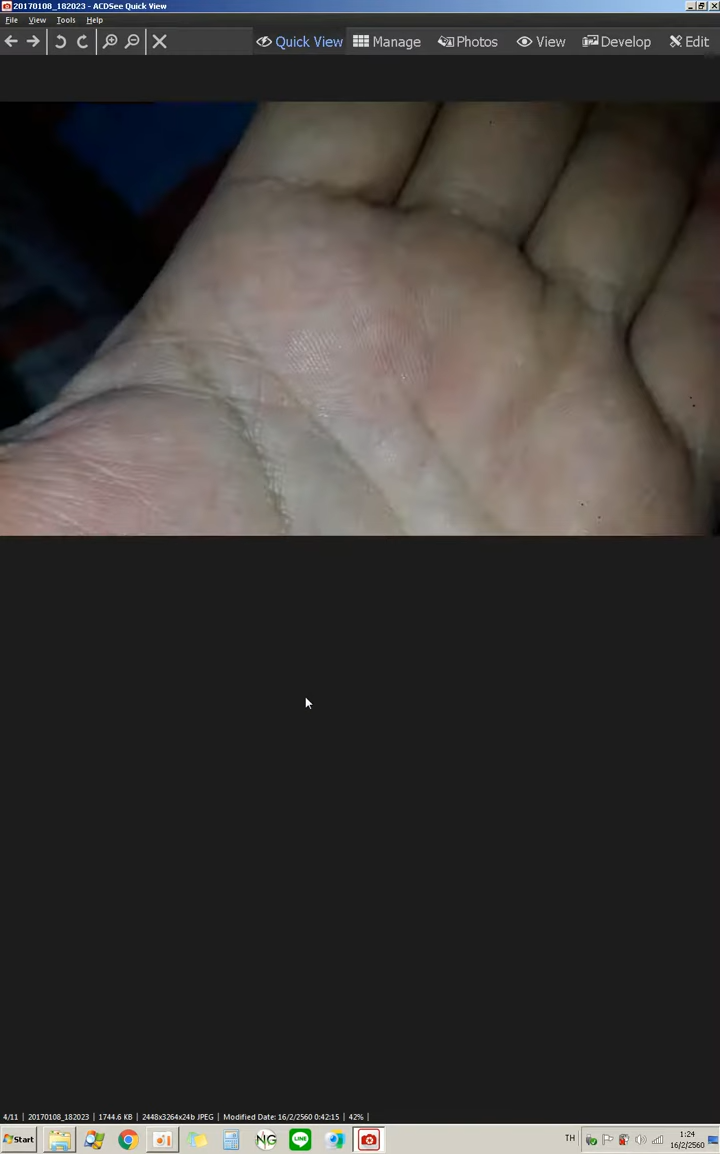 20170108_182023 - ACDSee Quick View
File View Tools Help
Quick View Manage Photos View Develop Edit
4/11 20170108_182023 1744.6 KB 2448x3264x24b JPEG Modified Date: 16/2/2560 0:42:15 42%
Start NG LINE TH 1:24
16/2/2560